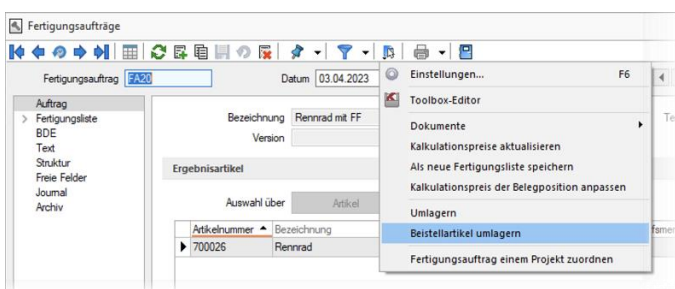 Fertigungsaufträge
Fertigungsauftrag FA20 Datum 03.04.2023
Einstellungen... F6
Toolbox-Editor
Dokumente
Kalkulationspreise aktualisieren
Als neue Fertigungsliste speichern
Kalkulationspreis der Belegposition anpassen
Umlagern
Beistellartikel umlagern
Fertigungsauftrag einem Projekt zuordnen
Auftrag
Fertigungsliste
BDE
Text
Struktur
Freie Felder
Journal
Archiv
Bezeichnung Rennrad mit FF
Version
Ergebnisartikel
Auswahl über Artikel
Artikelnummer Bezeichnung
700026 Rennrad